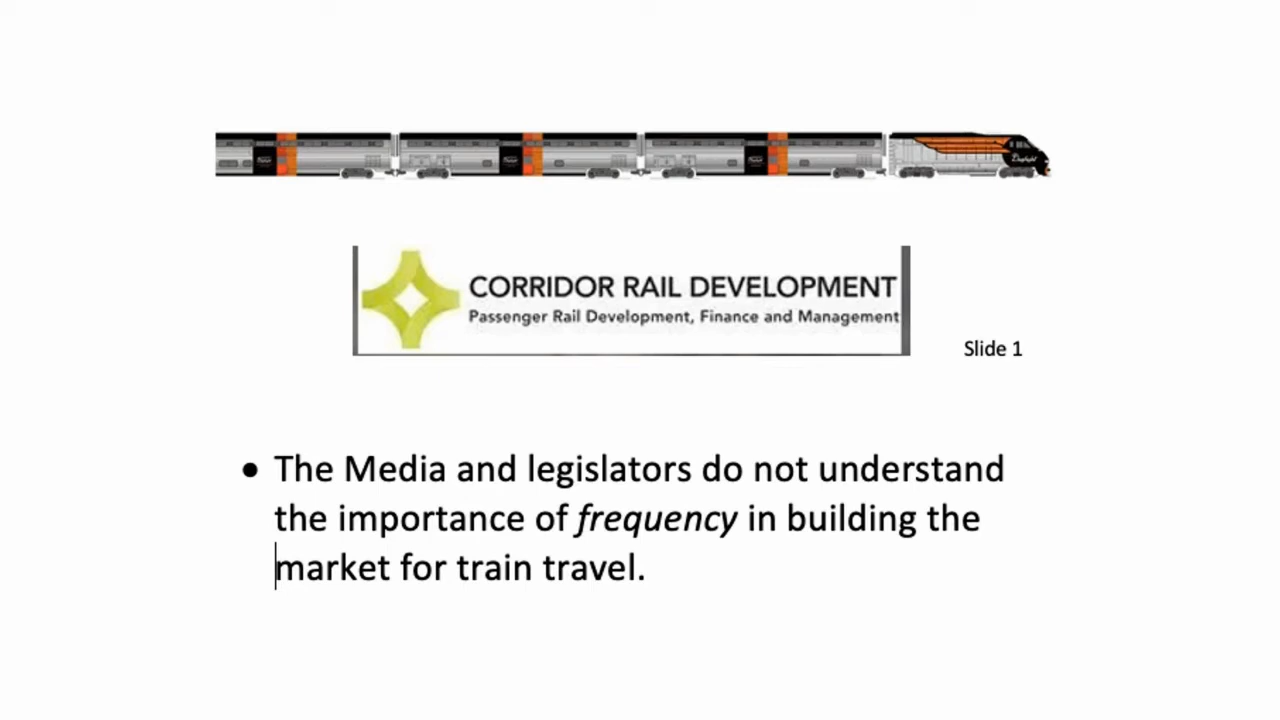 Daylight
CORRIDOR RAIL DEVELOPMENT
Passenger Rail Development, Finance and Management
Slide 1
• The Media and legislators do not understand
the importance of frequency in building the
market for train travel.